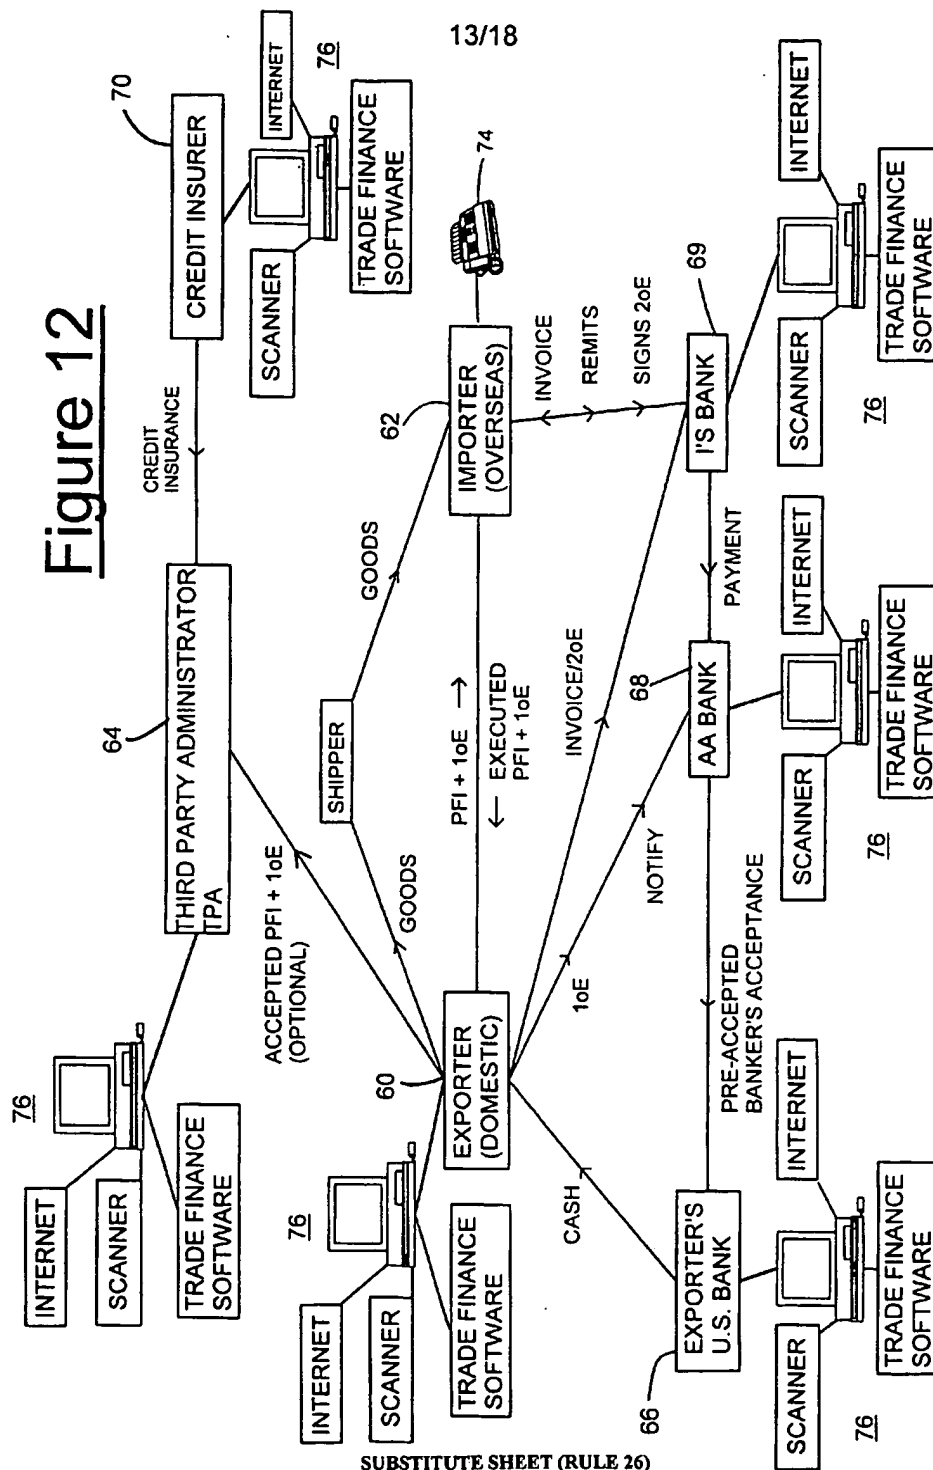 13/18
Figure 12
76
INTERNET
SCANNER
TRADE FINANCE
SOFTWARE
64
THIRD PARTY ADMINISTRATOR
TPA
CREDIT
INSURANCE
70
CREDIT INSURER
INTERNET
76
SCANNER
TRADE FINANCE
SOFTWARE
ACCEPTED PFI + 1oE
(OPTIONAL)
GOODS
SHIPPER
GOODS
76
INTERNET
SCANNER
TRADE FINANCE
SOFTWARE
60
EXPORTER
(DOMESTIC)
PFI + 1oE →
← EXECUTED
PFI + 1oE
62
IMPORTER
(OVERSEAS)
74
INVOICE
REMITS
SIGNS 2oE
CASH
1oE
NOTIFY
INVOICE/2oE
66
EXPORTER'S
U.S. BANK
PRE-ACCEPTED
BANKER'S ACCEPTANCE
68
AA BANK
PAYMENT
69
I'S BANK
SCANNER
INTERNET
76
TRADE FINANCE
SOFTWARE
SCANNER
INTERNET
76
TRADE FINANCE
SOFTWARE
SCANNER
INTERNET
76
TRADE FINANCE
SOFTWARE
SUBSTITUTE SHEET (RULE 26)